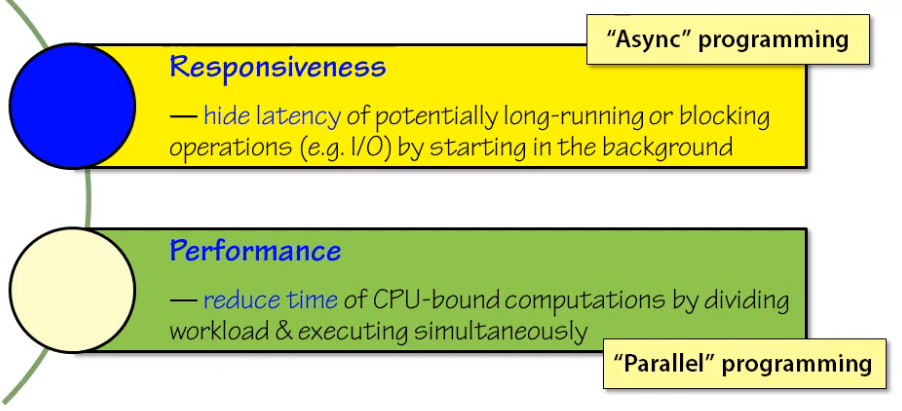 “Async” programming
Responsiveness
— hide latency of potentially long-running or blocking
operations (e.g. I/O) by starting in the background
Performance
— reduce time of CPU-bound computations by dividing
workload & executing simultaneously
“Parallel” programming